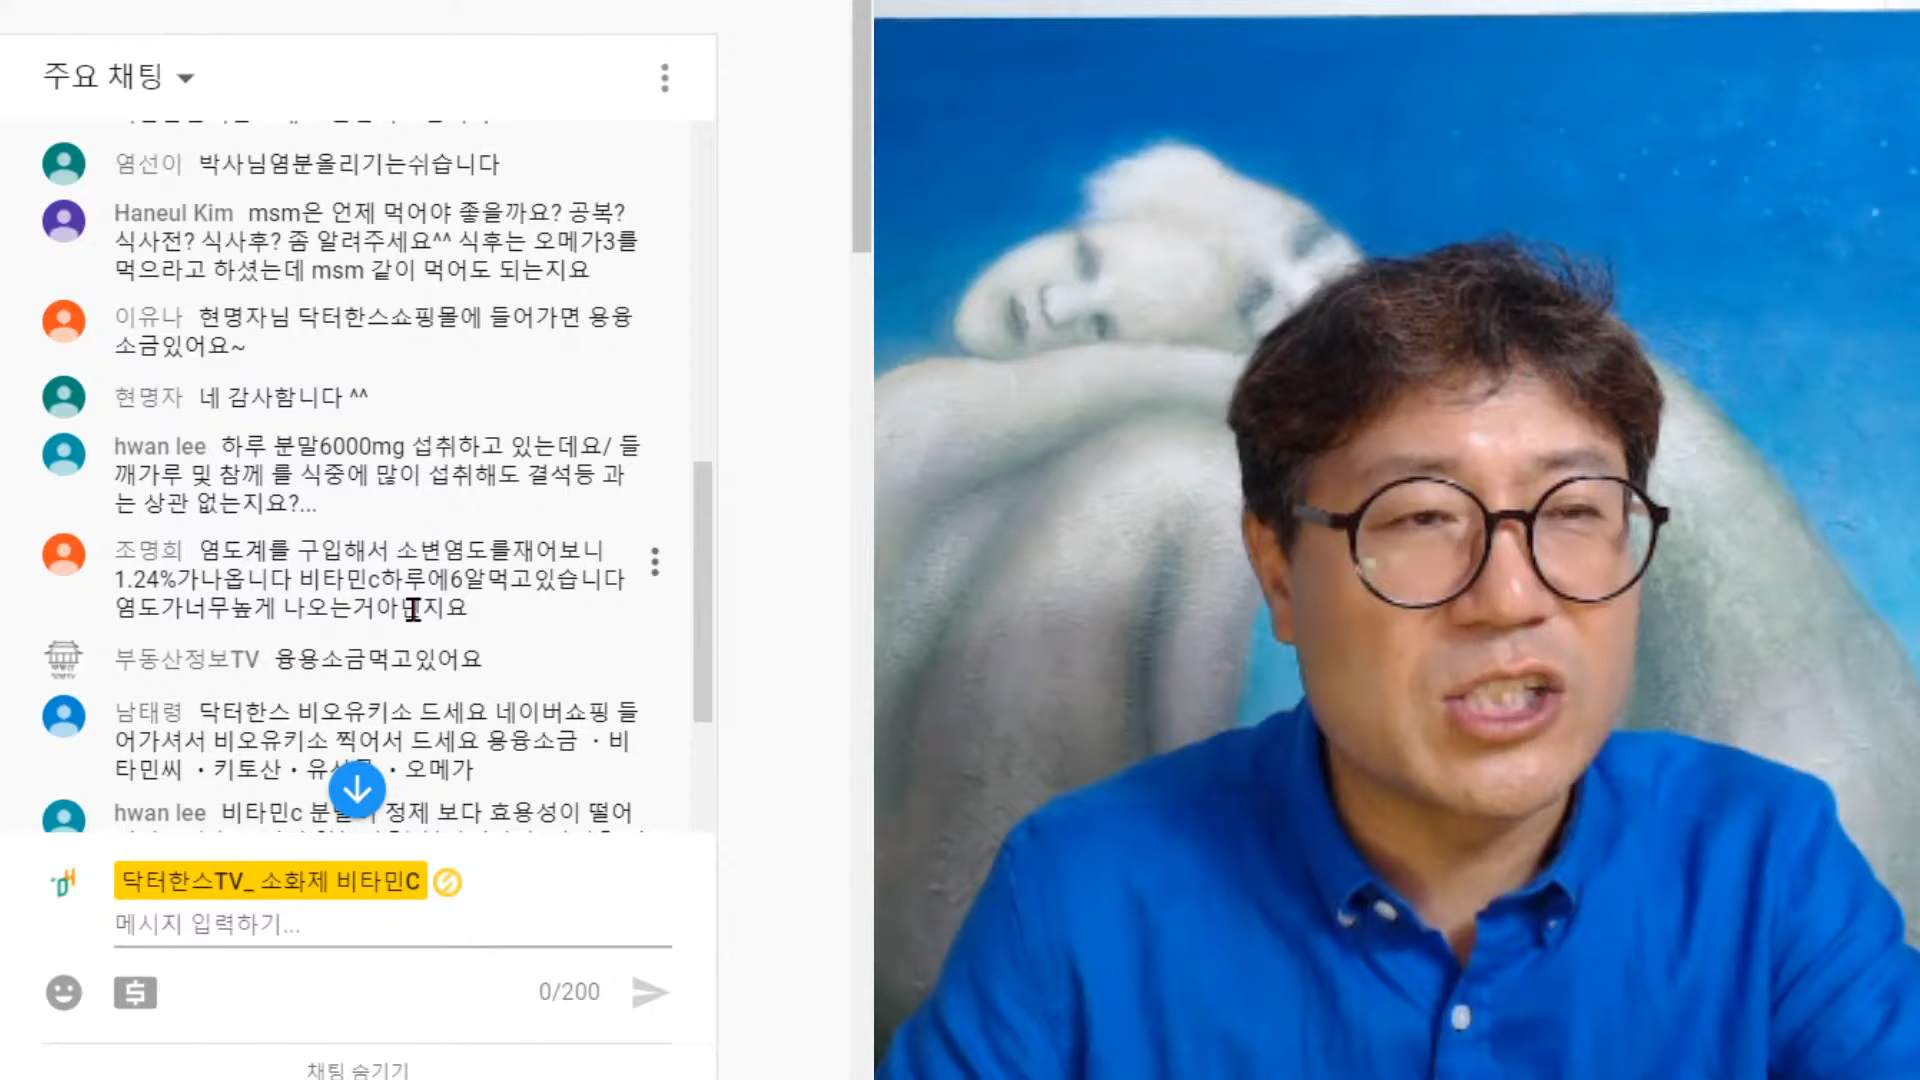 주요 채팅
염선이 박사님염분올리기는쉬습니다
Haneul Kim msm은 언제 먹어야 좋을까요? 공복?
식사전? 식사후? 좀 알려주세요^^ 식후는 오메가3를
먹으라고 하셨는데 msm 같이 먹어도 되는지요
이유나 현명자님 닥터한스쇼핑몰에 들어가면 용융
소금있어요~
현명자 네 감사함니다 ^^
hwan lee 하루 분말6000mg 섭취하고 있는데요/ 들
깨가루 및 참께 를 식중에 많이 섭취해도 결석등 과
는 상관 없는지요?...
조명희 염도계를 구입해서 소변염도를재어보니
1.24%가나옵니다 비타민c하루에6알먹고있습니다
염도가너무높게 나오는거아닌지요
부동산정보TV 융용소금먹고있어요
남태령 닥터한스 비오유키소 드세요 네이버쇼핑 들
어가셔서 비오유키소 찍어서 드세요 용융소금 · 비
타민씨 · 키토산 · · 오메가
hwan lee 비타민c 정제 보다 효용성이 떨어
닥터한스TV_ 소화제 비타민C
메시지 입력하기...
0/200
채팅 숨기기